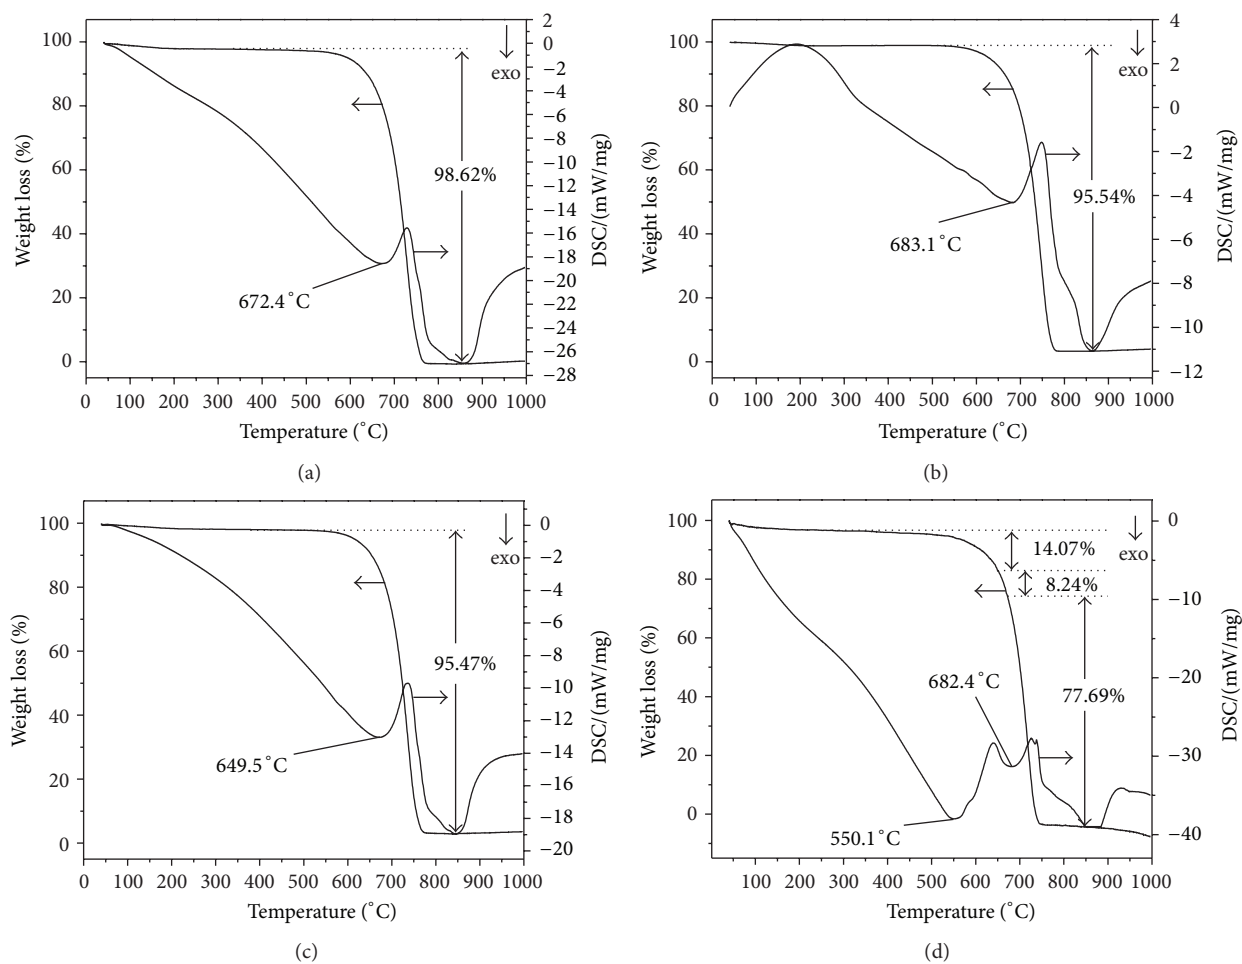 100
80
60
40
20
0
Weight loss (%)
2
0
−2
−4
−6
−8
−10
−12
−14
−16
−18
−20
−22
−24
−26
−28
DSC/(mW/mg)
exo
98.62%
672.4°C
0 100 200 300 400 500 600 700 800 900 1000
Temperature (°C)
(a)
100
80
60
40
20
0
Weight loss (%)
4
2
0
−2
−4
−6
−8
−10
−12
DSC/(mW/mg)
exo
95.54%
683.1°C
0 100 200 300 400 500 600 700 800 900 1000
Temperature (°C)
(b)
100
80
60
40
20
0
Weight loss (%)
0
−2
−4
−6
−8
−10
−12
−14
−16
−18
−20
DSC/(mW/mg)
exo
95.47%
649.5°C
0 100 200 300 400 500 600 700 800 900 1000
Temperature (°C)
(c)
100
80
60
40
20
0
Weight loss (%)
0
−10
−20
−30
−40
DSC/(mW/mg)
exo
14.07%
8.24%
682.4°C
77.69%
550.1°C
100 200 300 400 500 600 700 800 900 1000
Temperature (°C)
(d)